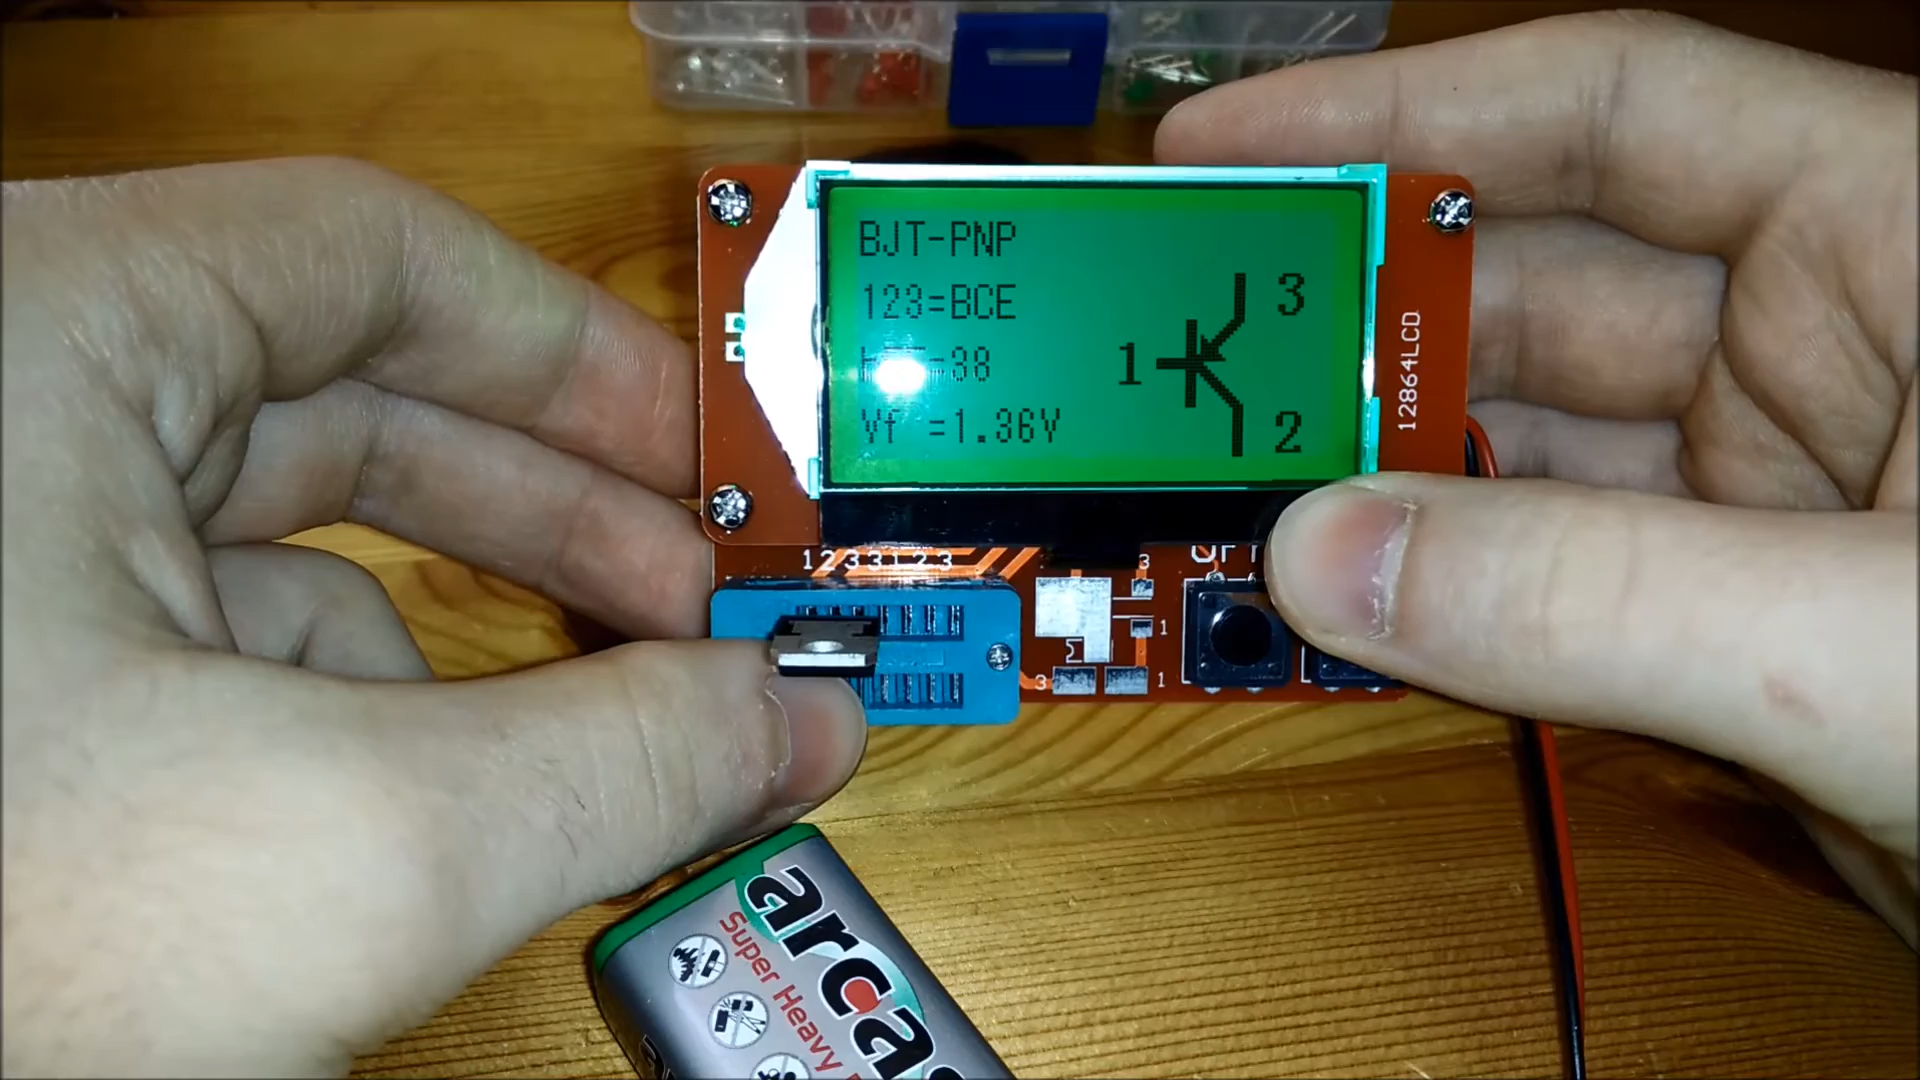 BJT-PNP
123=BCE
=38
Vf =1.36V
1
3
2
12864LCD
1233123
3
1
3
1
arcas
Super Heavy